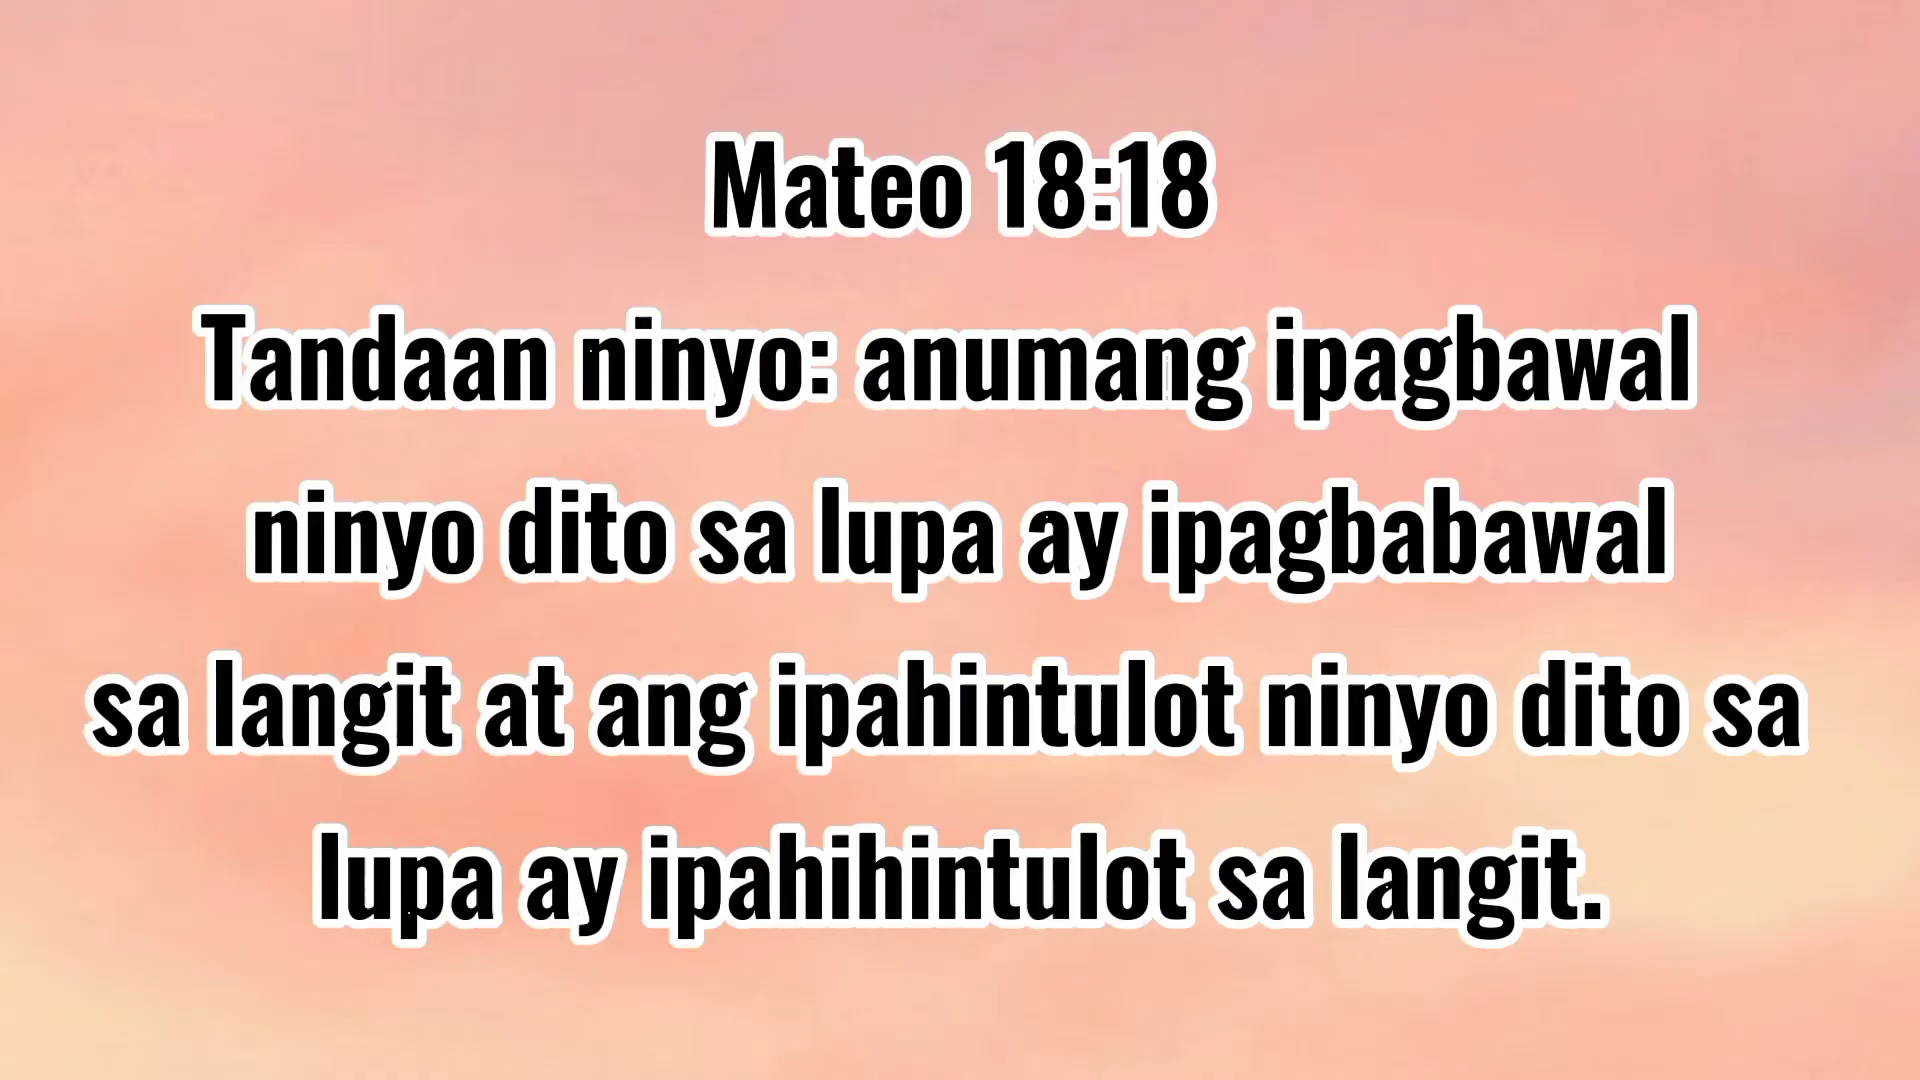 Mateo 18:18
Tandaan ninyo: anumang ipagbawal
ninyo dito sa lupa ay ipagbabawal
sa langit at ang ipahintulot ninyo dito sa
lupa ay ipahihintulot sa langit.